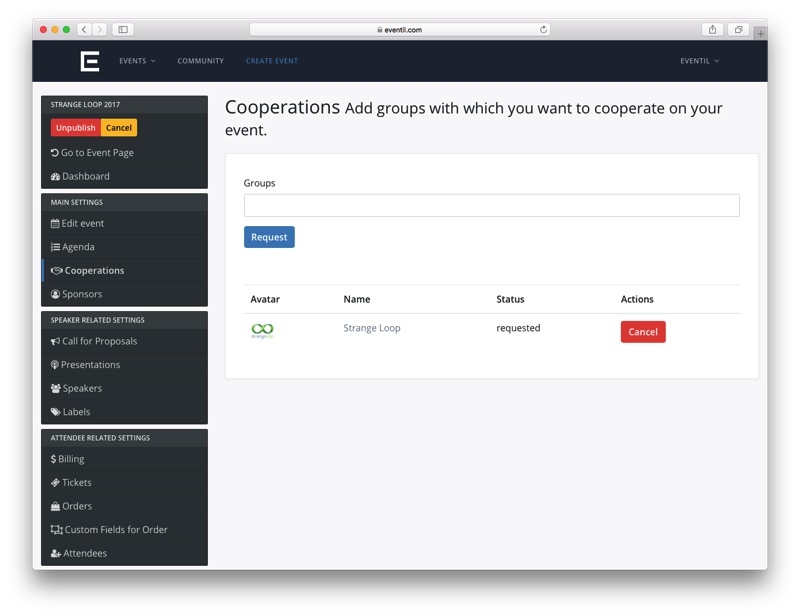 eventil.com
E EVENTS COMMUNITY CREATE EVENT EVENTIL
STRANGE LOOP 2017
Unpublish Cancel
Go to Event Page
Dashboard
MAIN SETTINGS
Edit event
Agenda
Cooperations
Sponsors
SPEAKER RELATED SETTINGS
Call for Proposals
Presentations
Speakers
Labels
ATTENDEE RELATED SETTINGS
$ Billing
Tickets
Orders
Custom Fields for Order
Attendees
Cooperations Add groups with which you want to cooperate on your
event.
Groups
Request
Avatar Name Status Actions
Strange Loop requested Cancel